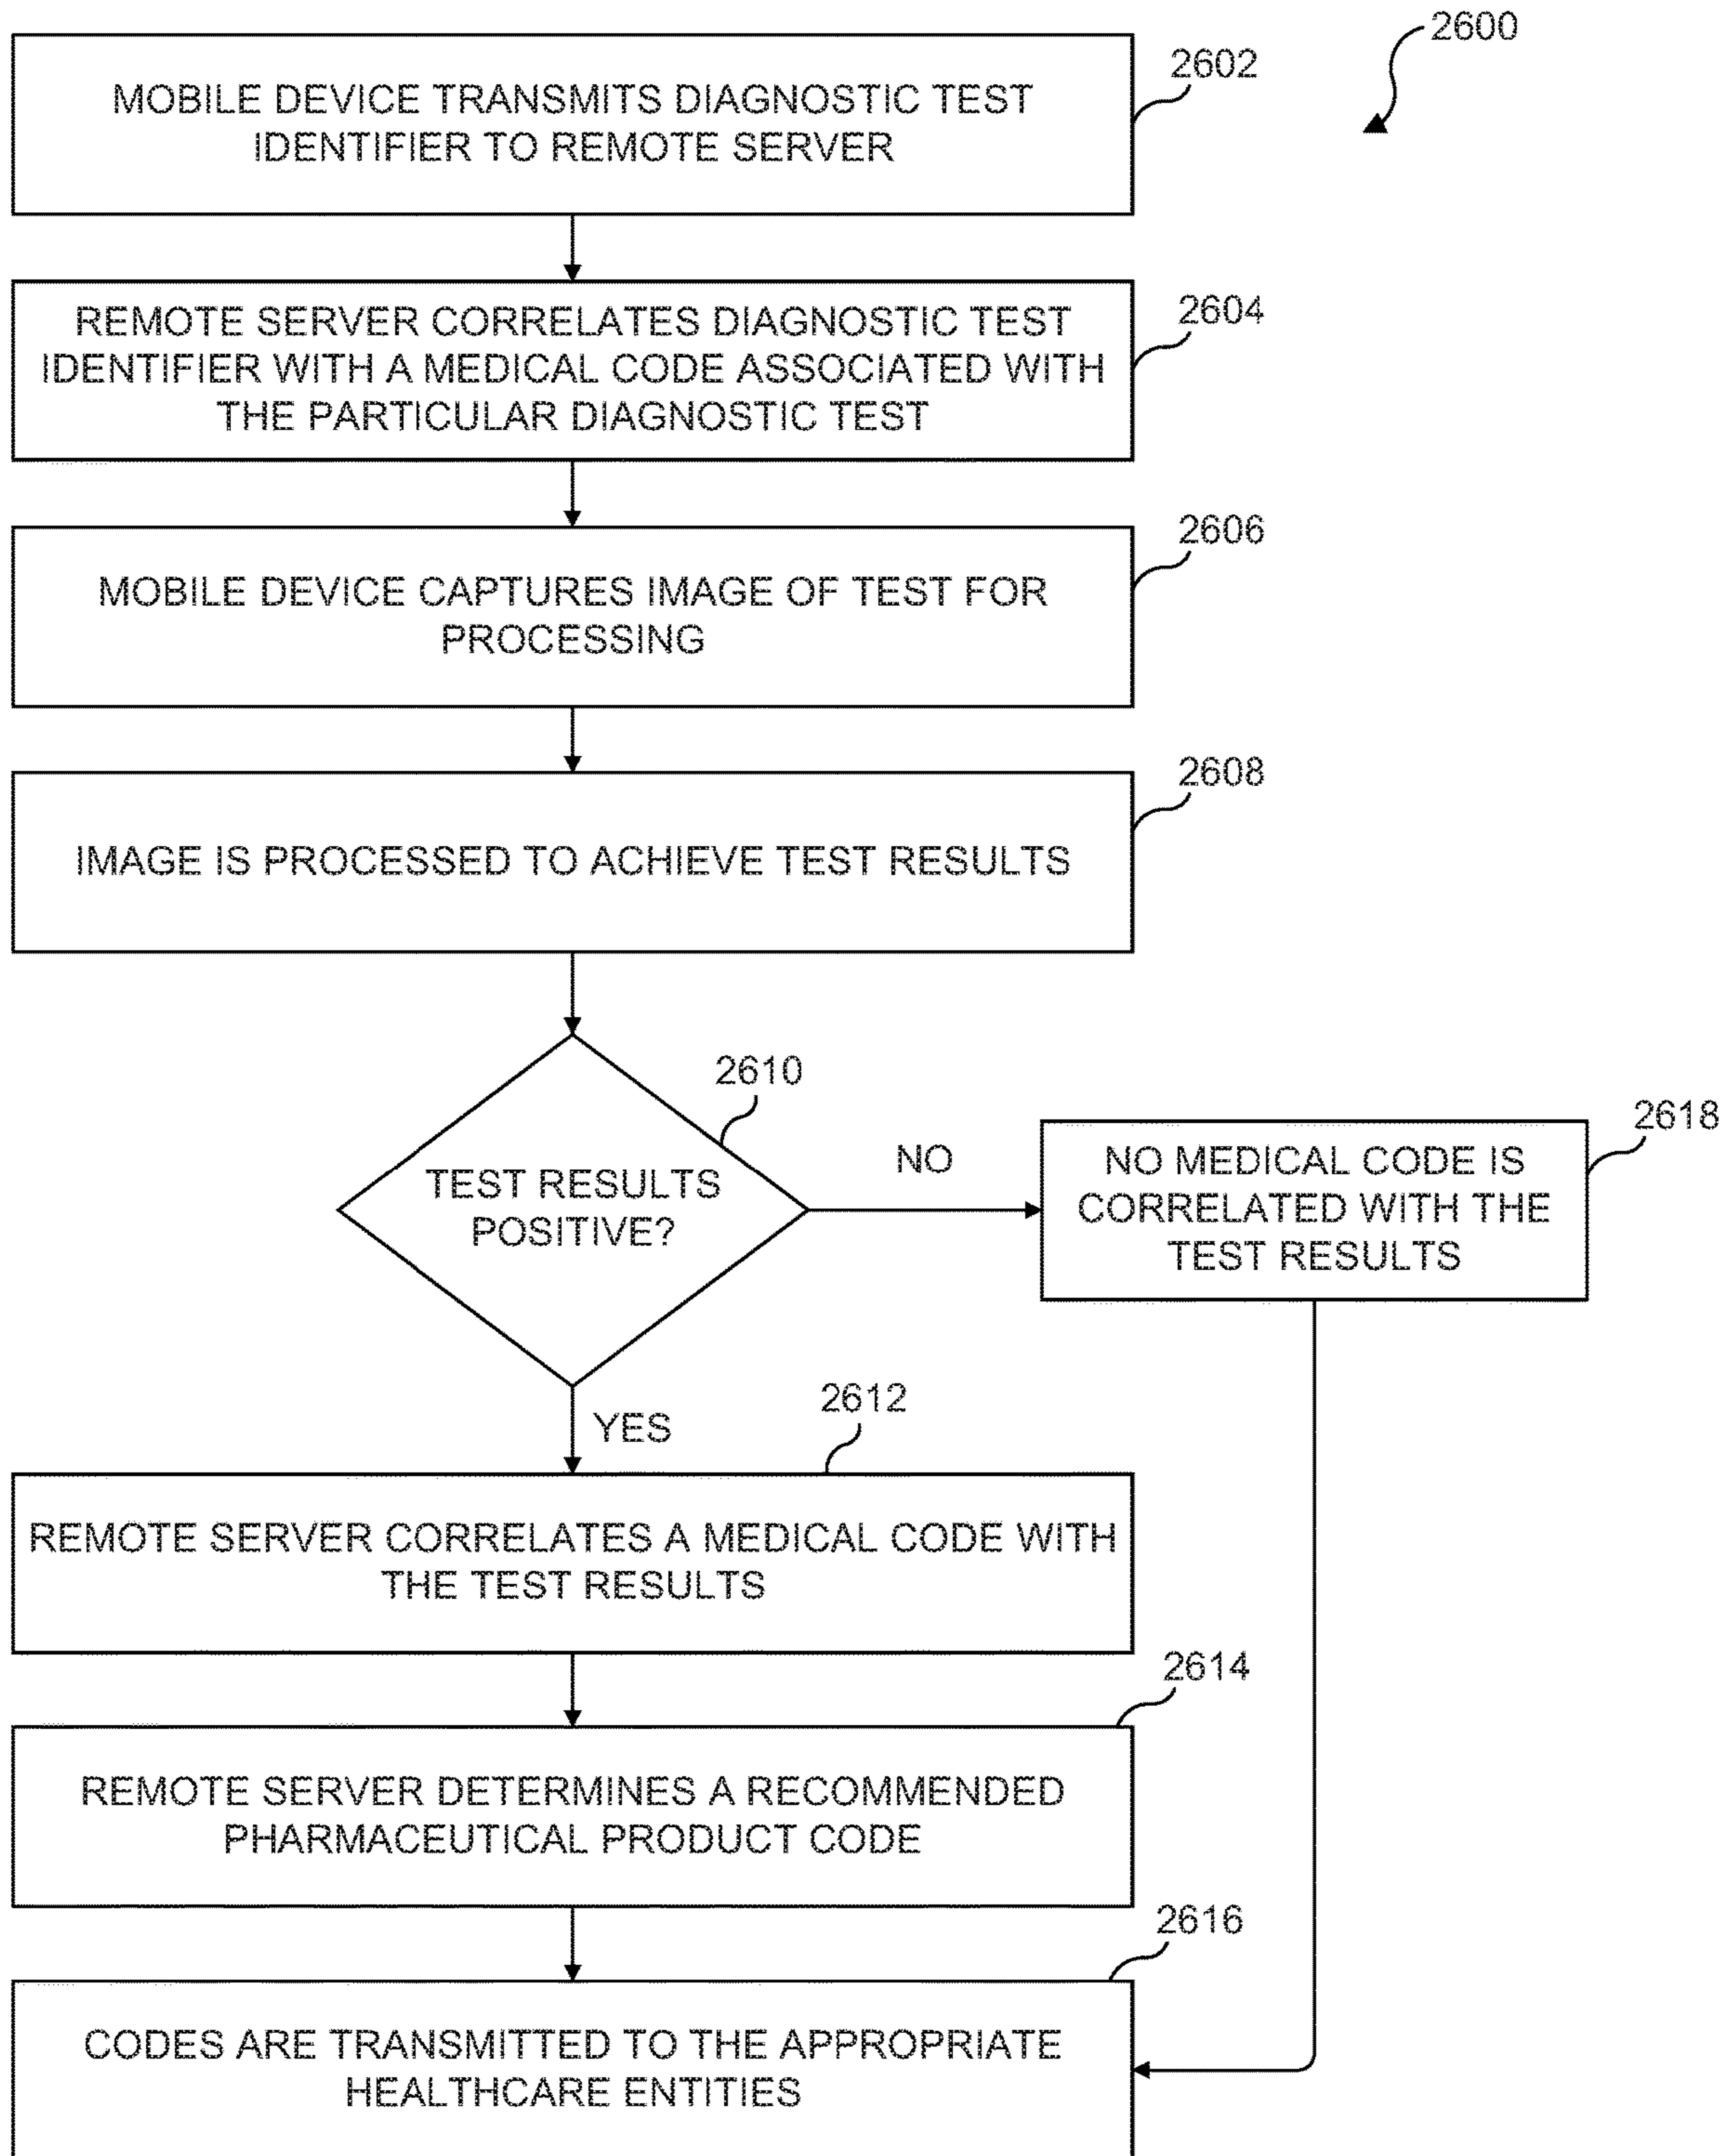 2600
2602
MOBILE DEVICE TRANSMITS DIAGNOSTIC TEST
IDENTIFIER TO REMOTE SERVER
2604
REMOTE SERVER CORRELATES DIAGNOSTIC TEST
IDENTIFIER WITH A MEDICAL CODE ASSOCIATED WITH
THE PARTICULAR DIAGNOSTIC TEST
2606
MOBILE DEVICE CAPTURES IMAGE OF TEST FOR
PROCESSING
2608
IMAGE IS PROCESSED TO ACHIEVE TEST RESULTS
2610
TEST RESULTS
POSITIVE?
NO
2618
NO MEDICAL CODE IS
CORRELATED WITH THE
TEST RESULTS
YES
2612
REMOTE SERVER CORRELATES A MEDICAL CODE WITH
THE TEST RESULTS
2614
REMOTE SERVER DETERMINES A RECOMMENDED
PHARMACEUTICAL PRODUCT CODE
2616
CODES ARE TRANSMITTED TO THE APPROPRIATE
HEALTHCARE ENTITIES